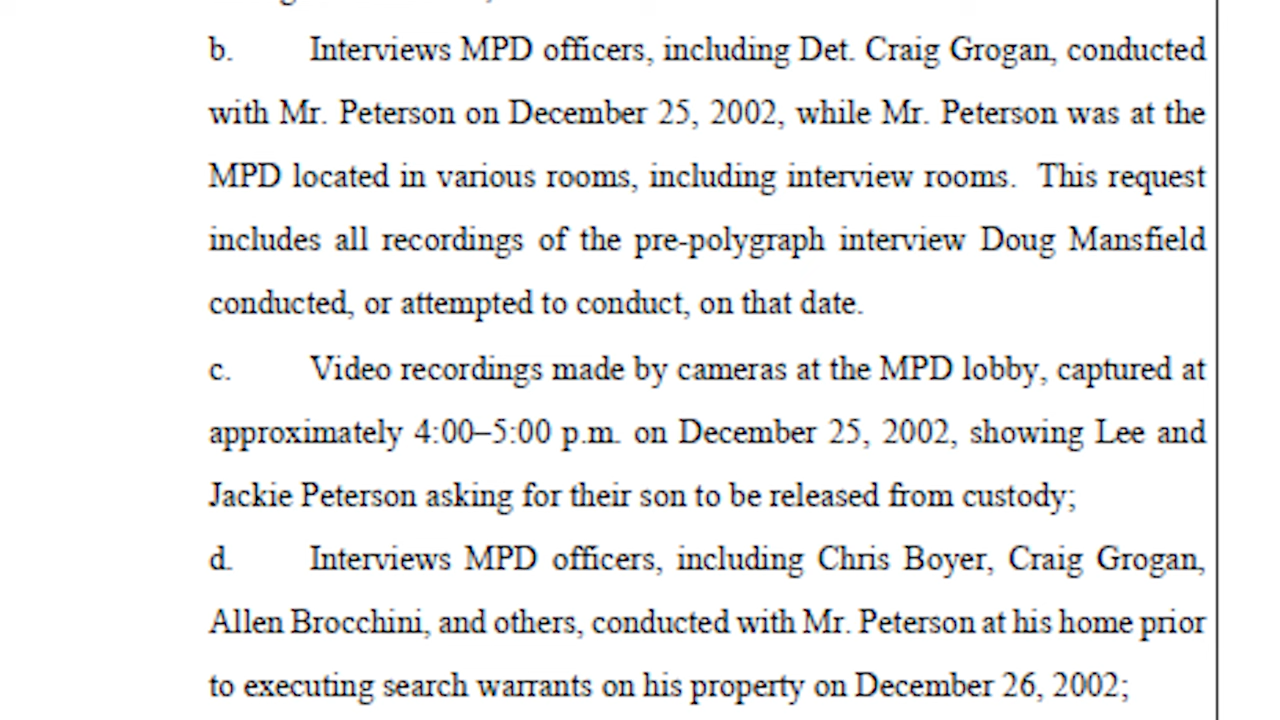 b. Interviews MPD officers, including Det. Craig Grogan, conducted
with Mr. Peterson on December 25, 2002, while Mr. Peterson was at the
MPD located in various rooms, including interview rooms. This request
includes all recordings of the pre-polygraph interview Doug Mansfield
conducted, or attempted to conduct, on that date.
c. Video recordings made by cameras at the MPD lobby, captured at
approximately 4:00–5:00 p.m. on December 25, 2002, showing Lee and
Jackie Peterson asking for their son to be released from custody;
d. Interviews MPD officers, including Chris Boyer, Craig Grogan,
Allen Brocchini, and others, conducted with Mr. Peterson at his home prior
to executing search warrants on his property on December 26, 2002;